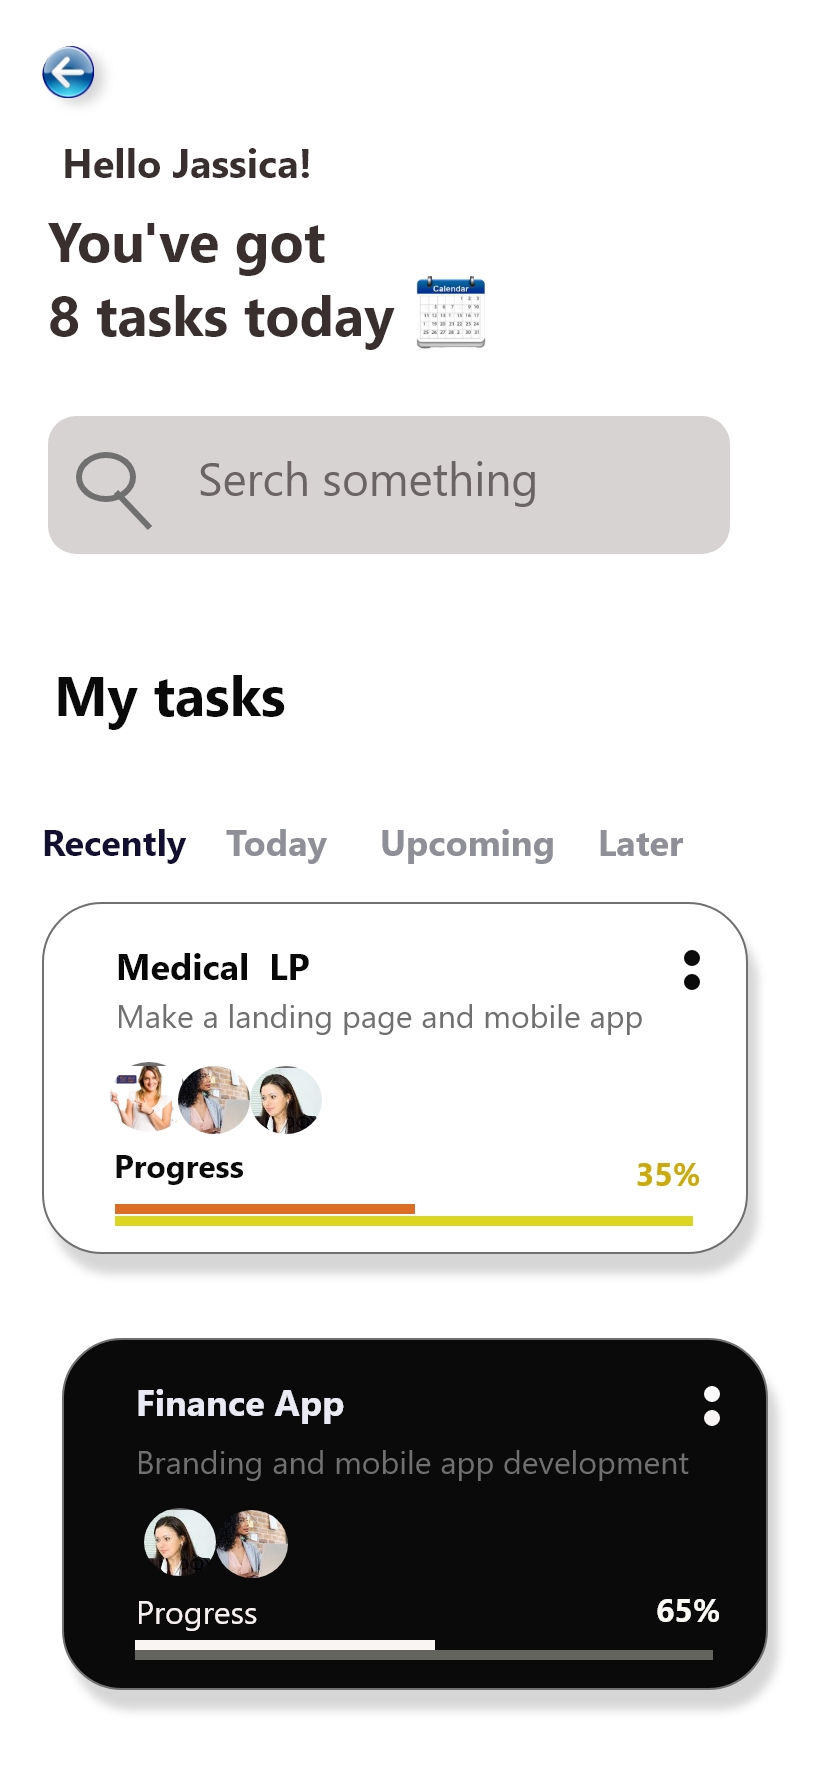 Hello Jassica!
You've got
8 tasks today
Calendar
Serch something
My tasks
Recently Today Upcoming Later
Medical LP
Make a landing page and mobile app
Progress
35%
Finance App
Branding and mobile app development
Progress
65%